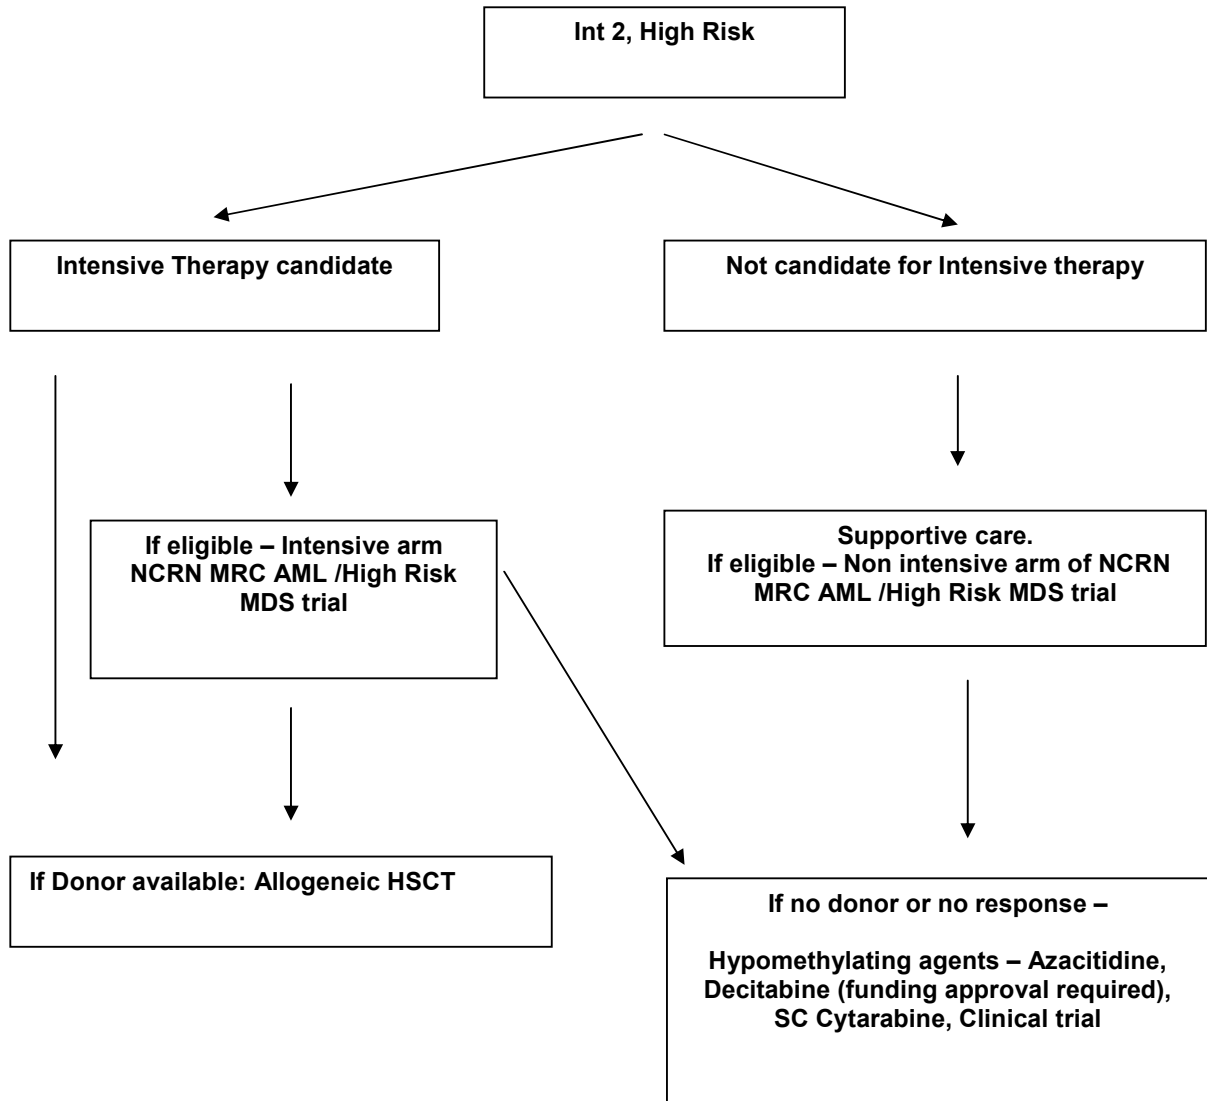 Int 2, High Risk
Intensive Therapy candidate
Not candidate for Intensive therapy
If eligible – Intensive arm
NCRN MRC AML /High Risk
MDS trial
Supportive care.
If eligible – Non intensive arm of NCRN
MRC AML /High Risk MDS trial
If Donor available: Allogeneic HSCT
If no donor or no response –
Hypomethylating agents – Azacitidine,
Decitabine (funding approval required),
SC Cytarabine, Clinical trial